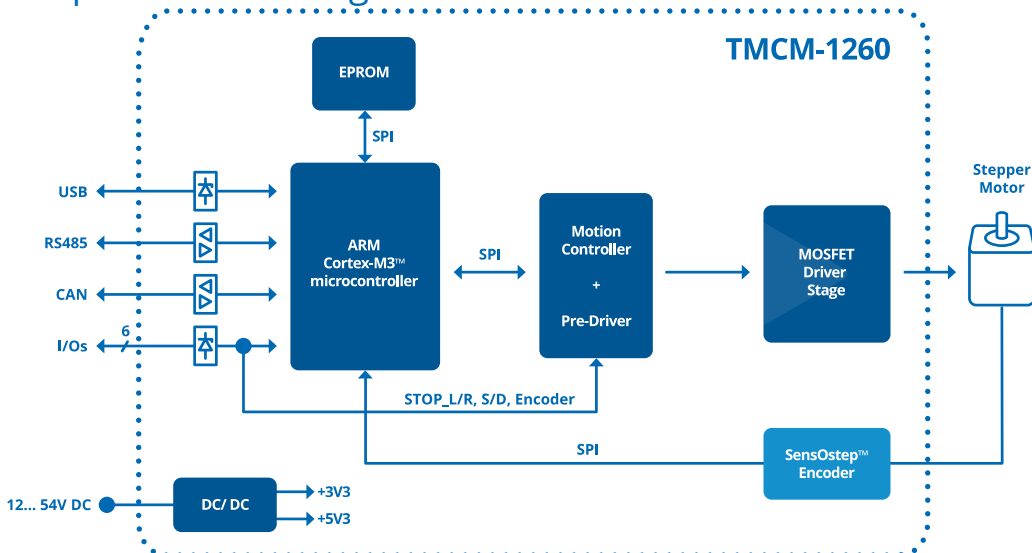 TMCM-1260
EPROM
SPI
USB
RS485
CAN
6
I/Os
ARM
Cortex-M3™
microcontroller
SPI
Motion
Controller
+
Pre-Driver
MOSFET
Driver
Stage
Stepper
Motor
STOP_L/R, S/D, Encoder
SPI
SensOstep™
Encoder
12... 54V DC
DC/ DC
+3V3
+5V3